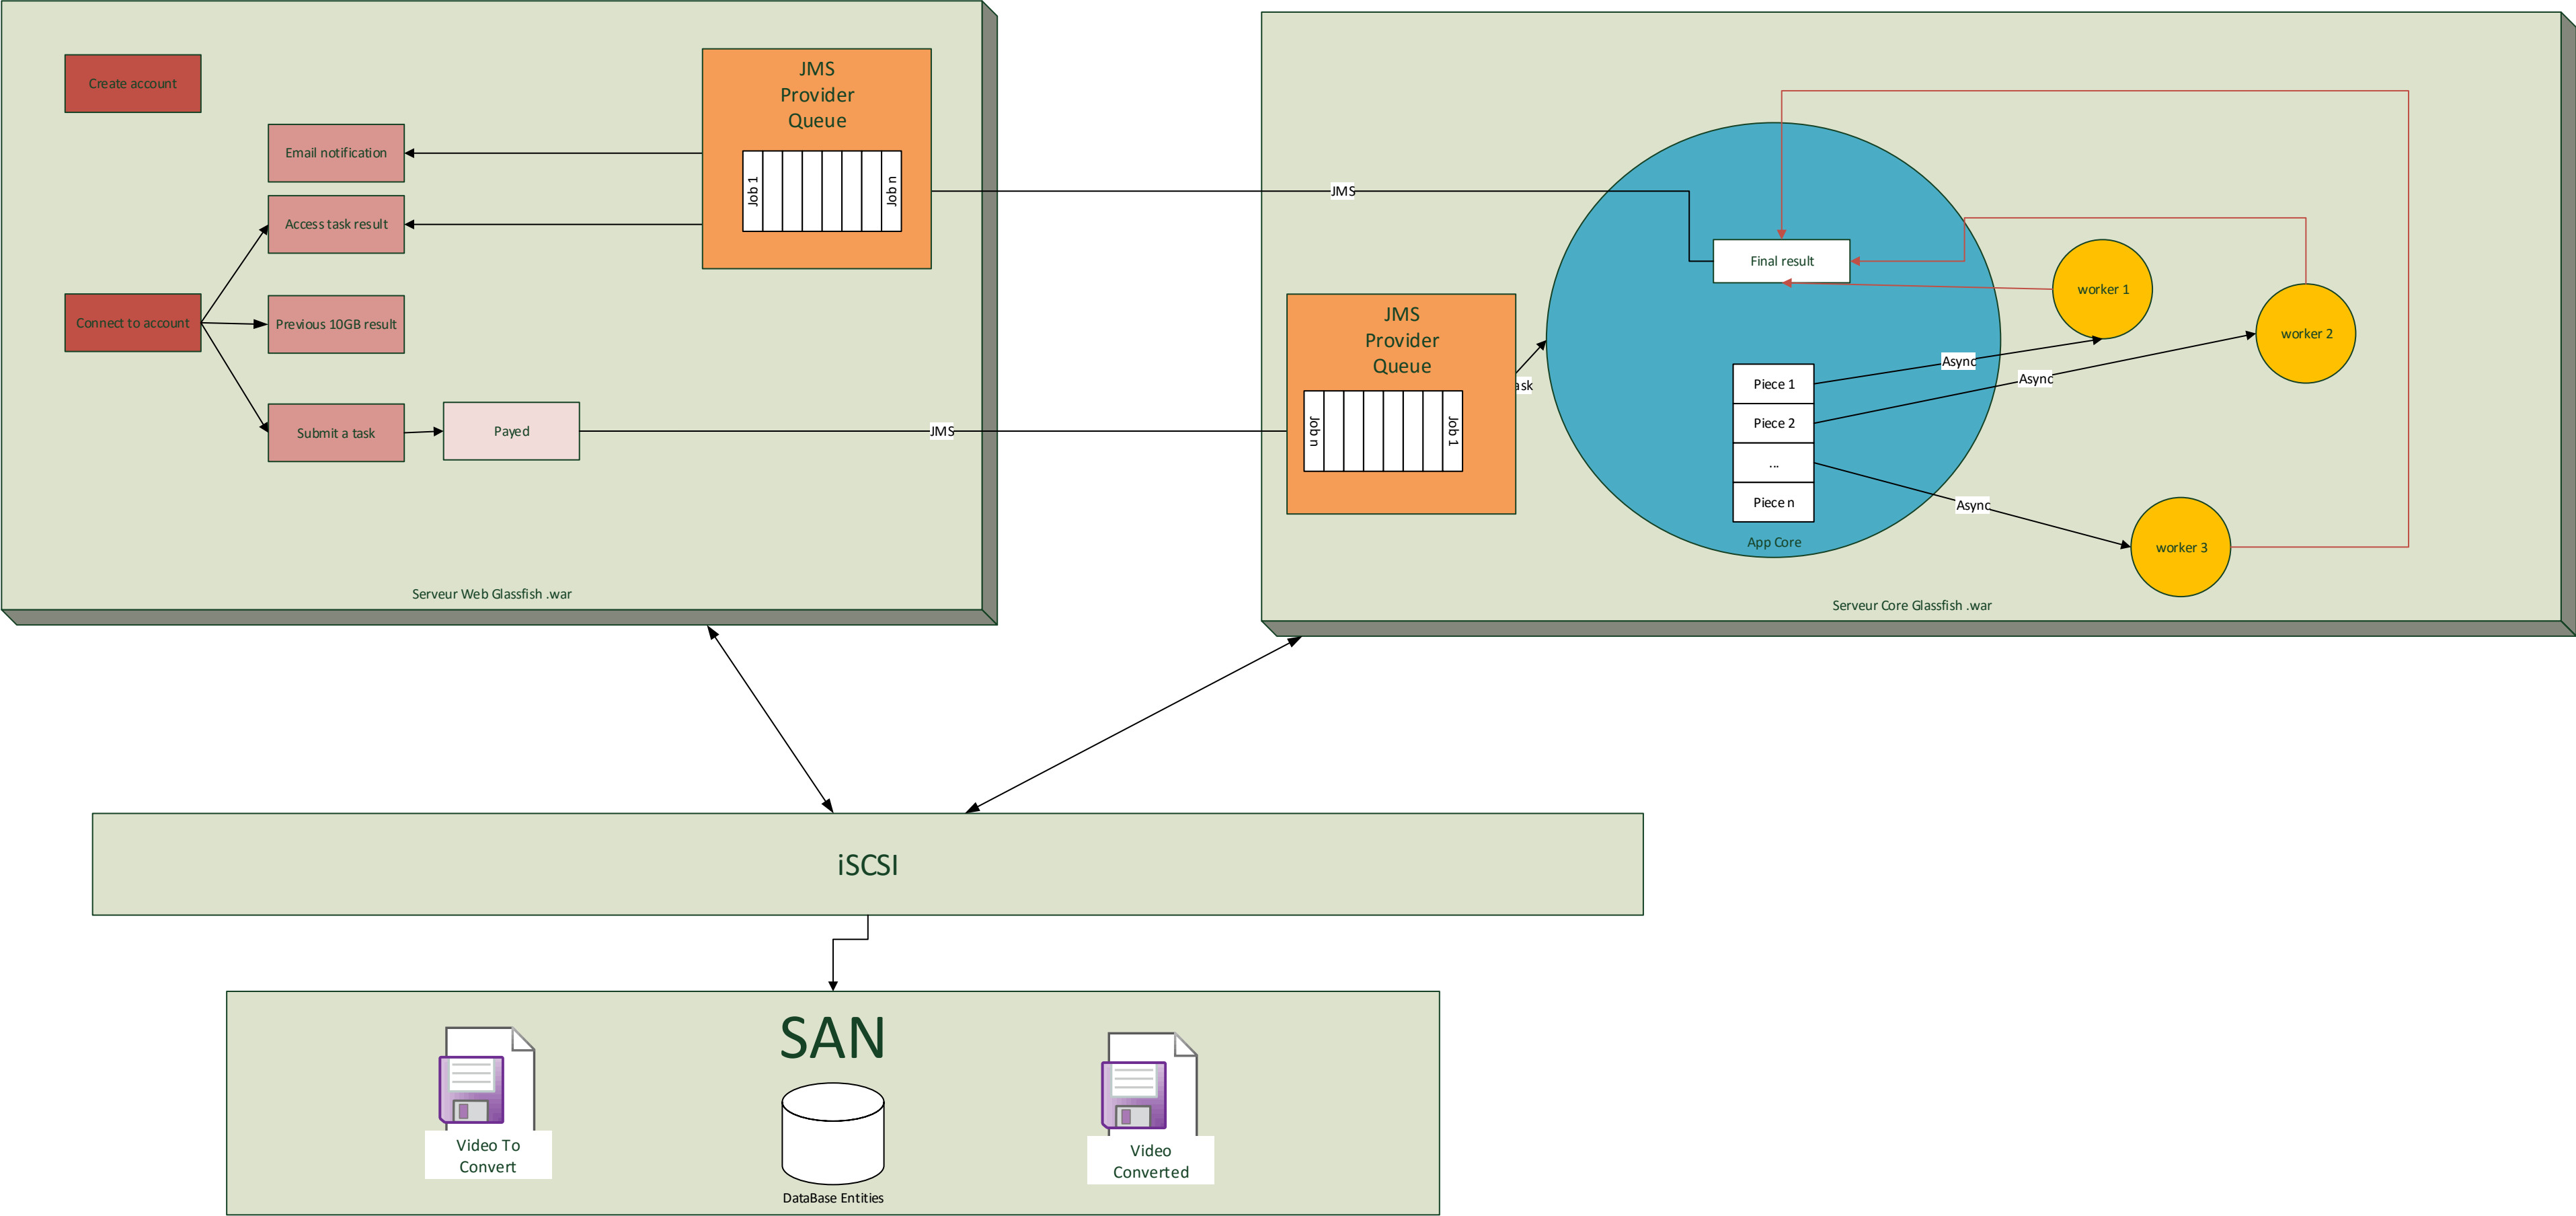 Create account
Email notification
Access task result
Connect to account
Previous 10GB result
Submit a task
Payed
JMS
Provider
Queue
Job 1
Job n
Serveur Web Glassfish .war
JMS
JMS
JMS
Provider
Queue
Job n
Job 1
Final result
Piece 1
Piece 2
...
Piece n
App Core
Async
Async
Async
worker 1
worker 2
worker 3
Serveur Core Glassfish .war
iSCSI
SAN
Video To
Convert
DataBase Entities
Video
Converted